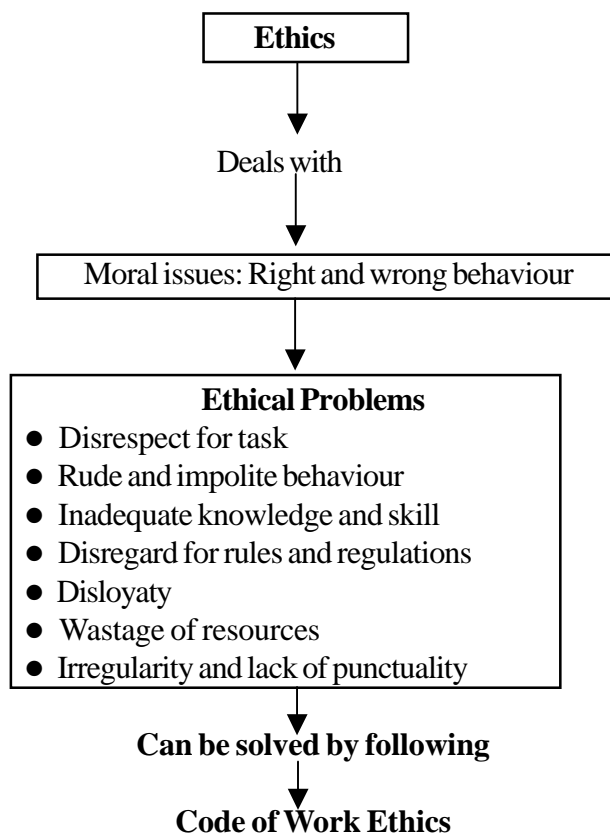 Ethics
Deals with
Moral issues: Right and wrong behaviour
Ethical Problems
● Disrespect for task
● Rude and impolite behaviour
● Inadequate knowledge and skill
● Disregard for rules and regulations
● Disloyaty
● Wastage of resources
● Irregularity and lack of punctuality
Can be solved by following
Code of Work Ethics